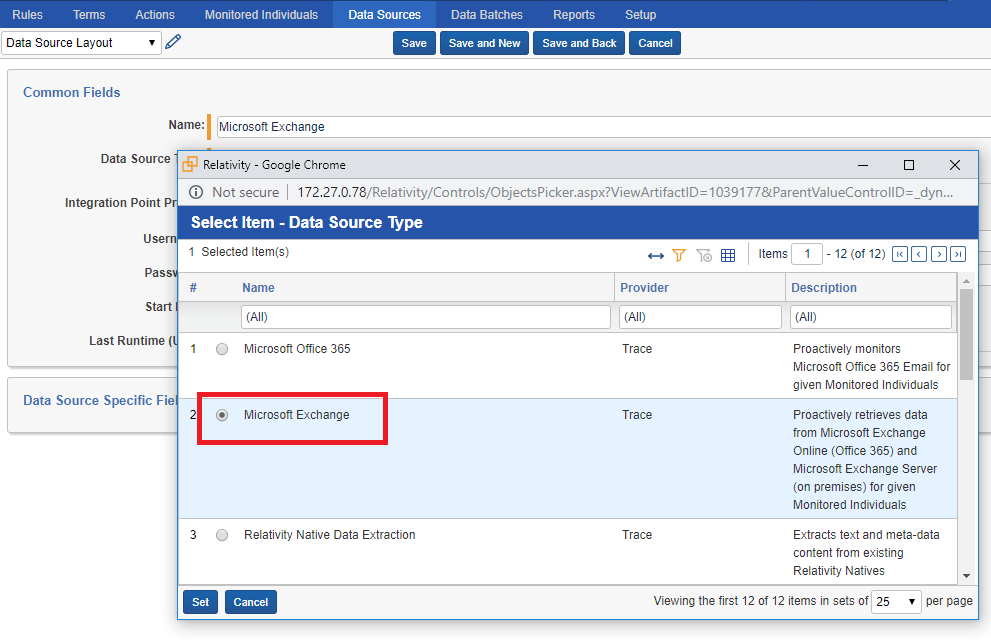 Rules Terms Actions Monitored Individuals Data Sources Data Batches Reports Setup
Data Source Layout Save Save and New Save and Back Cancel
Common Fields
Name: Microsoft Exchange
Data Source T
Relativity - Google Chrome
Not secure 172.27.0.78/Relativity/Controls/ObjectsPicker.aspx?ViewArtifactID=1039177&ParentValueControlID=_dyn...
Integration Point Pr
Select Item - Data Source Type
Usern
1 Selected Item(s) Items 1 - 12 (of 12)
Passw
# Name Provider Description
Start
(All) (All) (All)
Last Runtime (U
1 Microsoft Office 365 Trace Proactively monitors
Microsoft Office 365 Email for
given Monitored Individuals
Data Source Specific Fiel
2 Microsoft Exchange Trace Proactively retrieves data
from Microsoft Exchange
Online (Office 365) and
Microsoft Exchange Server
(on premises) for given
Monitored Individuals
3 Relativity Native Data Extraction Trace Extracts text and meta-data
content from existing
Relativity Natives
Set Cancel Viewing the first 12 of 12 items in sets of 25 per page